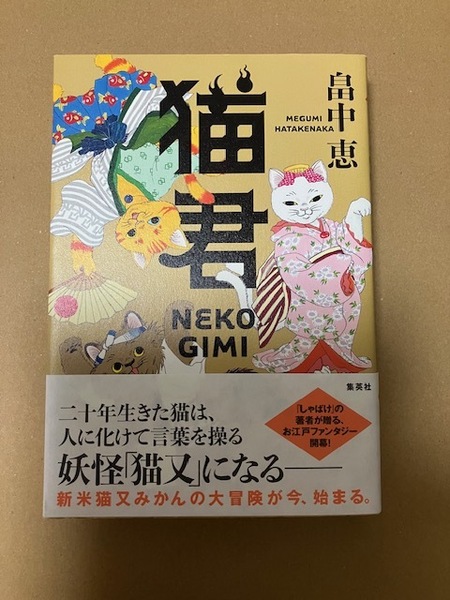 猫君
NEKO
GIMI
畠中恵
MEGUMI
HATAKENAKA
集英社
二十年生きた猫は、
人に化けて言葉を操る
妖怪「猫又」になる——
新米猫又みかんの大冒険が今、始まる。
『しゃばけ』の
著者が贈る、
お江戸ファンタジー
開幕!